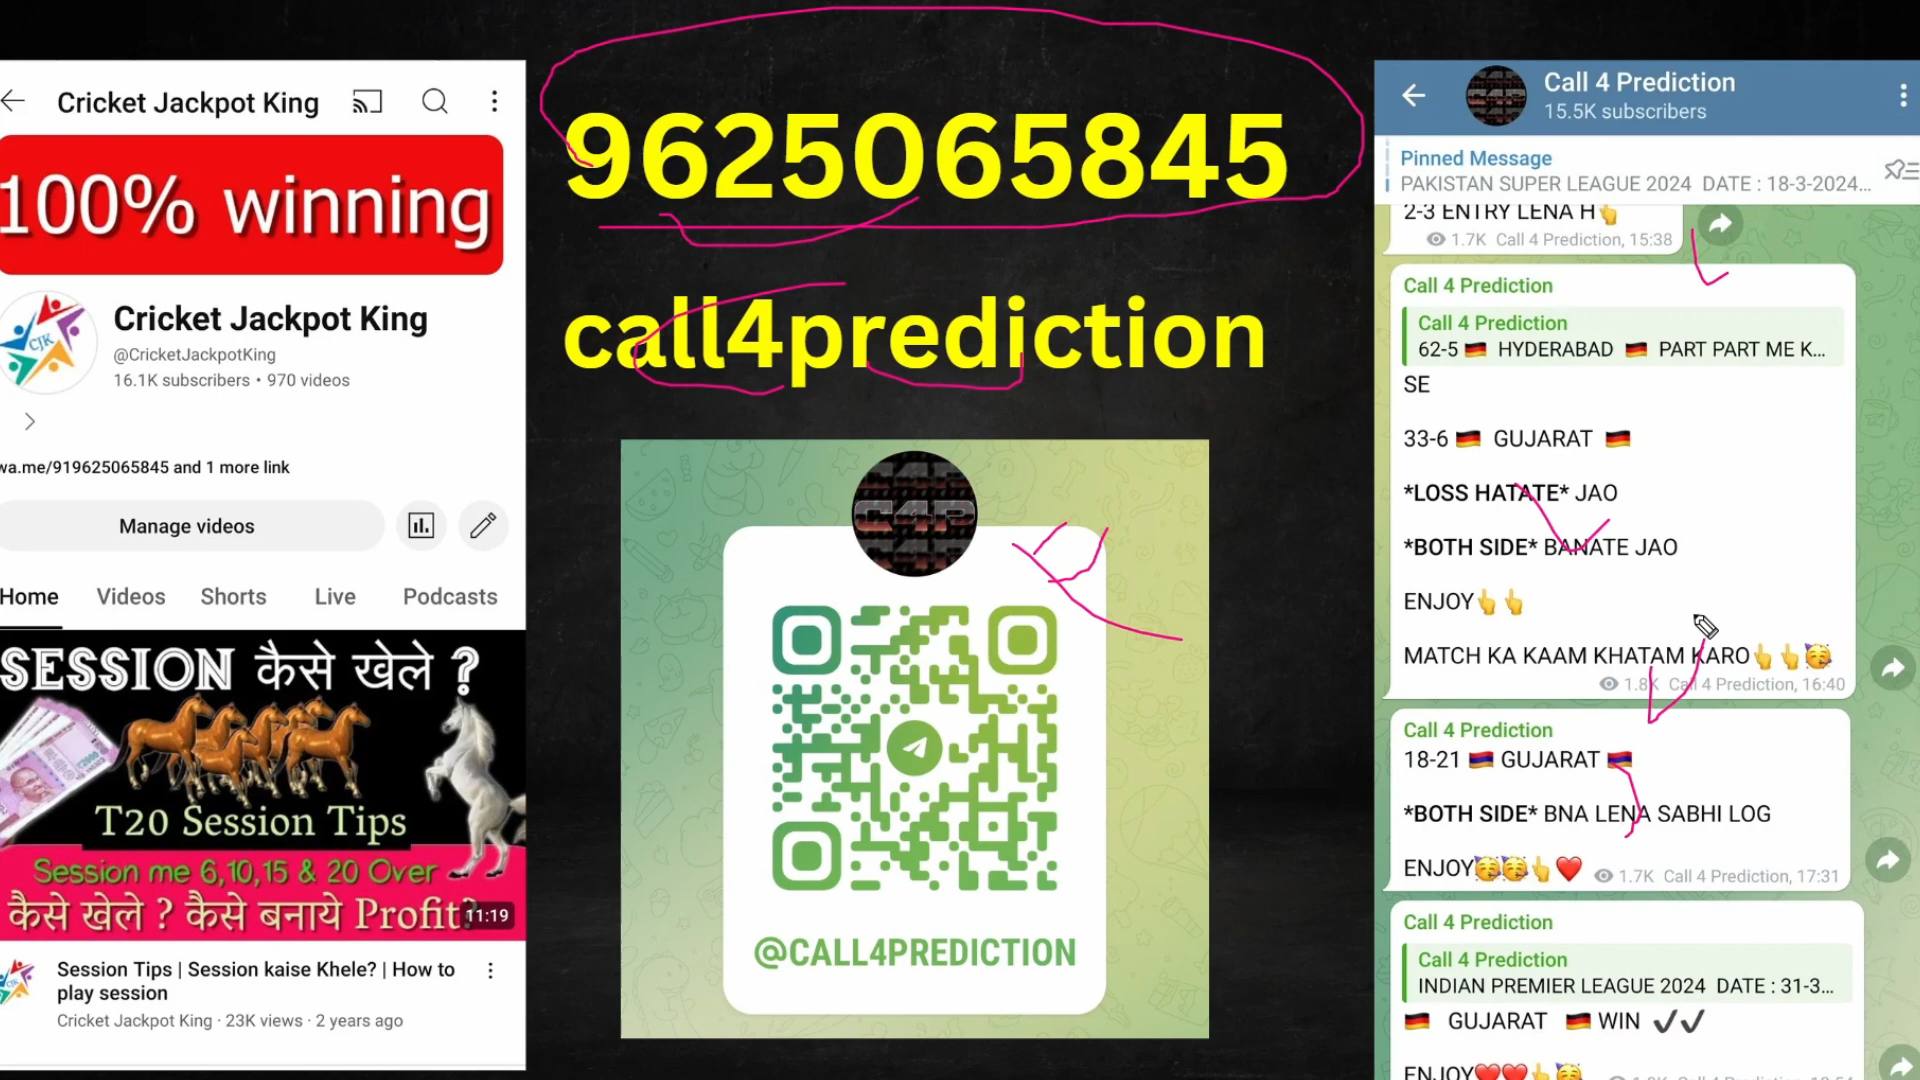 Cricket Jackpot King
100% winning
CJK
Cricket Jackpot King
@CricketJackpotKing
16.1K subscribers • 970 videos
wa.me/919625065845 and 1 more link
Manage videos
Home Videos Shorts Live Podcasts
SESSION कैसे खेले ?
T20 Session Tips
Session me 6,10,15 & 20 Over
कैसे खेले ? कैसे बनाये Profit?
11:19
Session Tips | Session kaise Khele? | How to
play session
Cricket Jackpot King · 23K views · 2 years ago
9625065845
call4prediction
C4P
@CALL4PREDICTION
Call 4 Prediction
15.5K subscribers
Pinned Message
PAKISTAN SUPER LEAGUE 2024 DATE : 18-3-2024...
2-3 ENTRY LENA H👆
1.7K Call 4 Prediction, 15:38
Call 4 Prediction
Call 4 Prediction
62-5 🇩🇪 HYDERABAD 🇩🇪 PART PART ME K...
SE
33-6 🇩🇪 GUJARAT 🇩🇪
*LOSS HATATE* JAO
*BOTH SIDE* BANATE JAO
ENJOY👆👆
MATCH KA KAAM KHATAM KARO👆👆🥳
1.8K Call 4 Prediction, 16:40
Call 4 Prediction
18-21 🇦🇲 GUJARAT 🇦🇲
*BOTH SIDE* BNA LENA SABHI LOG
ENJOY🥳🥳👆❤️
1.7K Call 4 Prediction, 17:31
Call 4 Prediction
Call 4 Prediction
INDIAN PREMIER LEAGUE 2024 DATE : 31-3...
🇩🇪 GUJARAT 🇩🇪 WIN ✔✔
ENJOY❤️❤️👆🥳